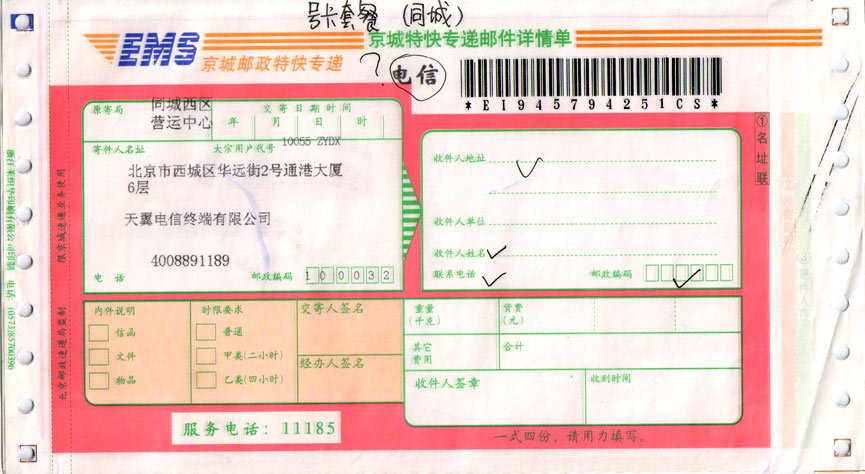 号卡套餐 (同城)
EMS
京城特快专递邮件详情单
京城邮政特快专递
? 电信
*EI945794251CS*
原寄局 同城西区
营运中心
交寄日期时间
年 月 日 时
10055 ZYDX
寄件人名址 大宗用户代号
北京市西城区华远街2号通港大厦
6层
天翼电信终端有限公司
4008891189
电话 邮政编码 100032
收件人地址
收件人单位
收件人姓名
联系电话 邮政编码
①名址联
内件说明
信函
文件
物品
时限要求
普通
甲类(二小时)
乙类(四小时)
交寄人签名
经办人签名
重量
(千克)
资费
(元)
其它
费用
合计
收件人签章
收到时间
服务电话: 11185
一式四份, 请用力填写。
限京城速递业务使用
北京邮政速递局监制